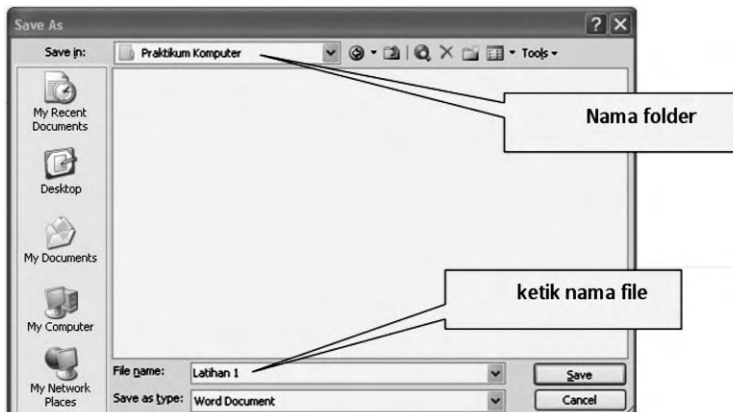 Save As
Save in:
Praktikum Komputer
Tools
Nama folder
My Recent
Documents
Desktop
My Documents
ketik nama file
My Computer
My Network
Places
File name:
Latihan 1
Save
Save as type:
Word Document
Cancel